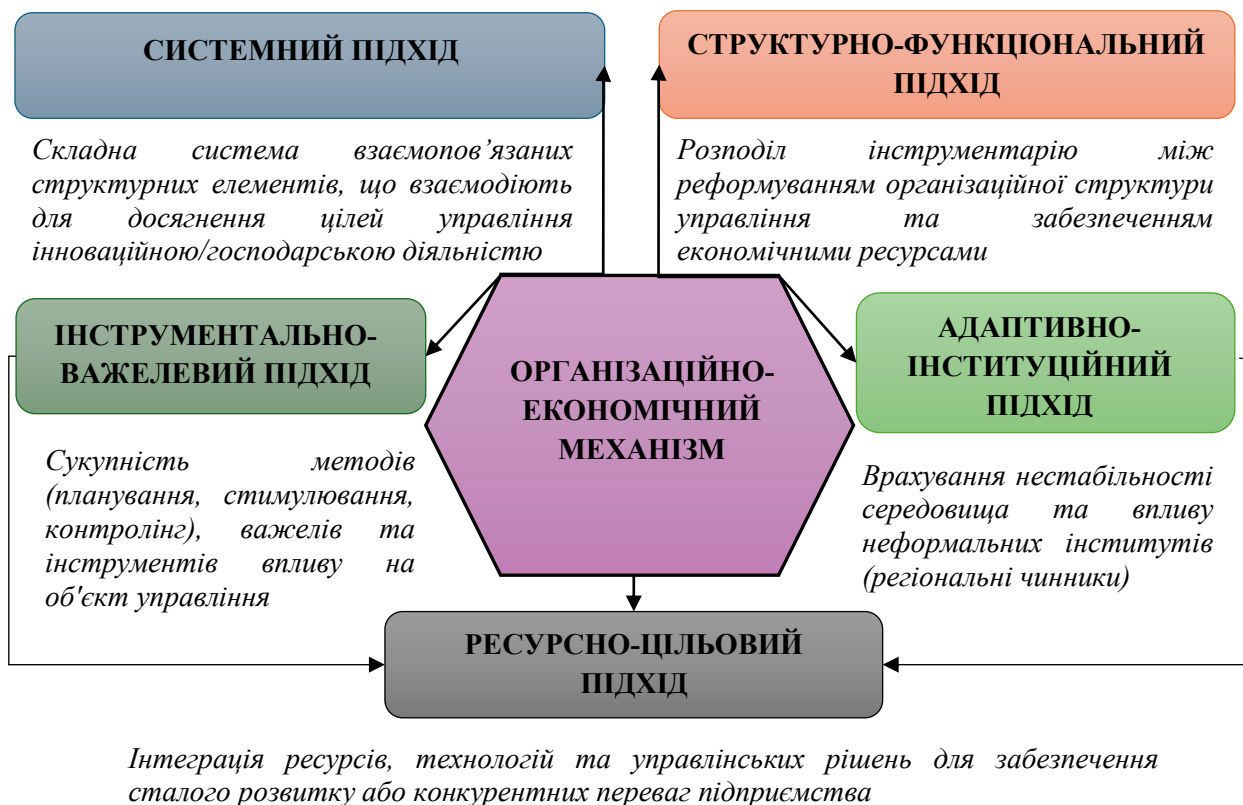 СИСТЕМНИЙ ПІДХІД
СТРУКТУРНО-ФУНКЦІОНАЛЬНИЙ
ПІДХІД
Складна система взаємопов’язаних
структурних елементів, що взаємодіють
для досягнення цілей управління
інноваційною/господарською діяльністю
Розподіл інструментарію між
реформуванням організаційної структури
управління та забезпеченням
економічними ресурсами
ІНСТРУМЕНТАЛЬНО-
ВАЖЕЛЕВИЙ ПІДХІД
ОРГАНІЗАЦІЙНО-
ЕКОНОМІЧНИЙ
МЕХАНІЗМ
АДАПТИВНО-
ІНСТИТУЦІЙНИЙ
ПІДХІД
Сукупність методів
(планування, стимулювання,
контролінг), важелів та
інструментів впливу на
об'єкт управління
Врахування нестабільності
середовища та впливу
неформальних інститутів
(регіональні чинники)
РЕСУРСНО-ЦІЛЬОВИЙ
ПІДХІД
Інтеграція ресурсів, технологій та управлінських рішень для забезпечення
сталого розвитку або конкурентних переваг підприємства